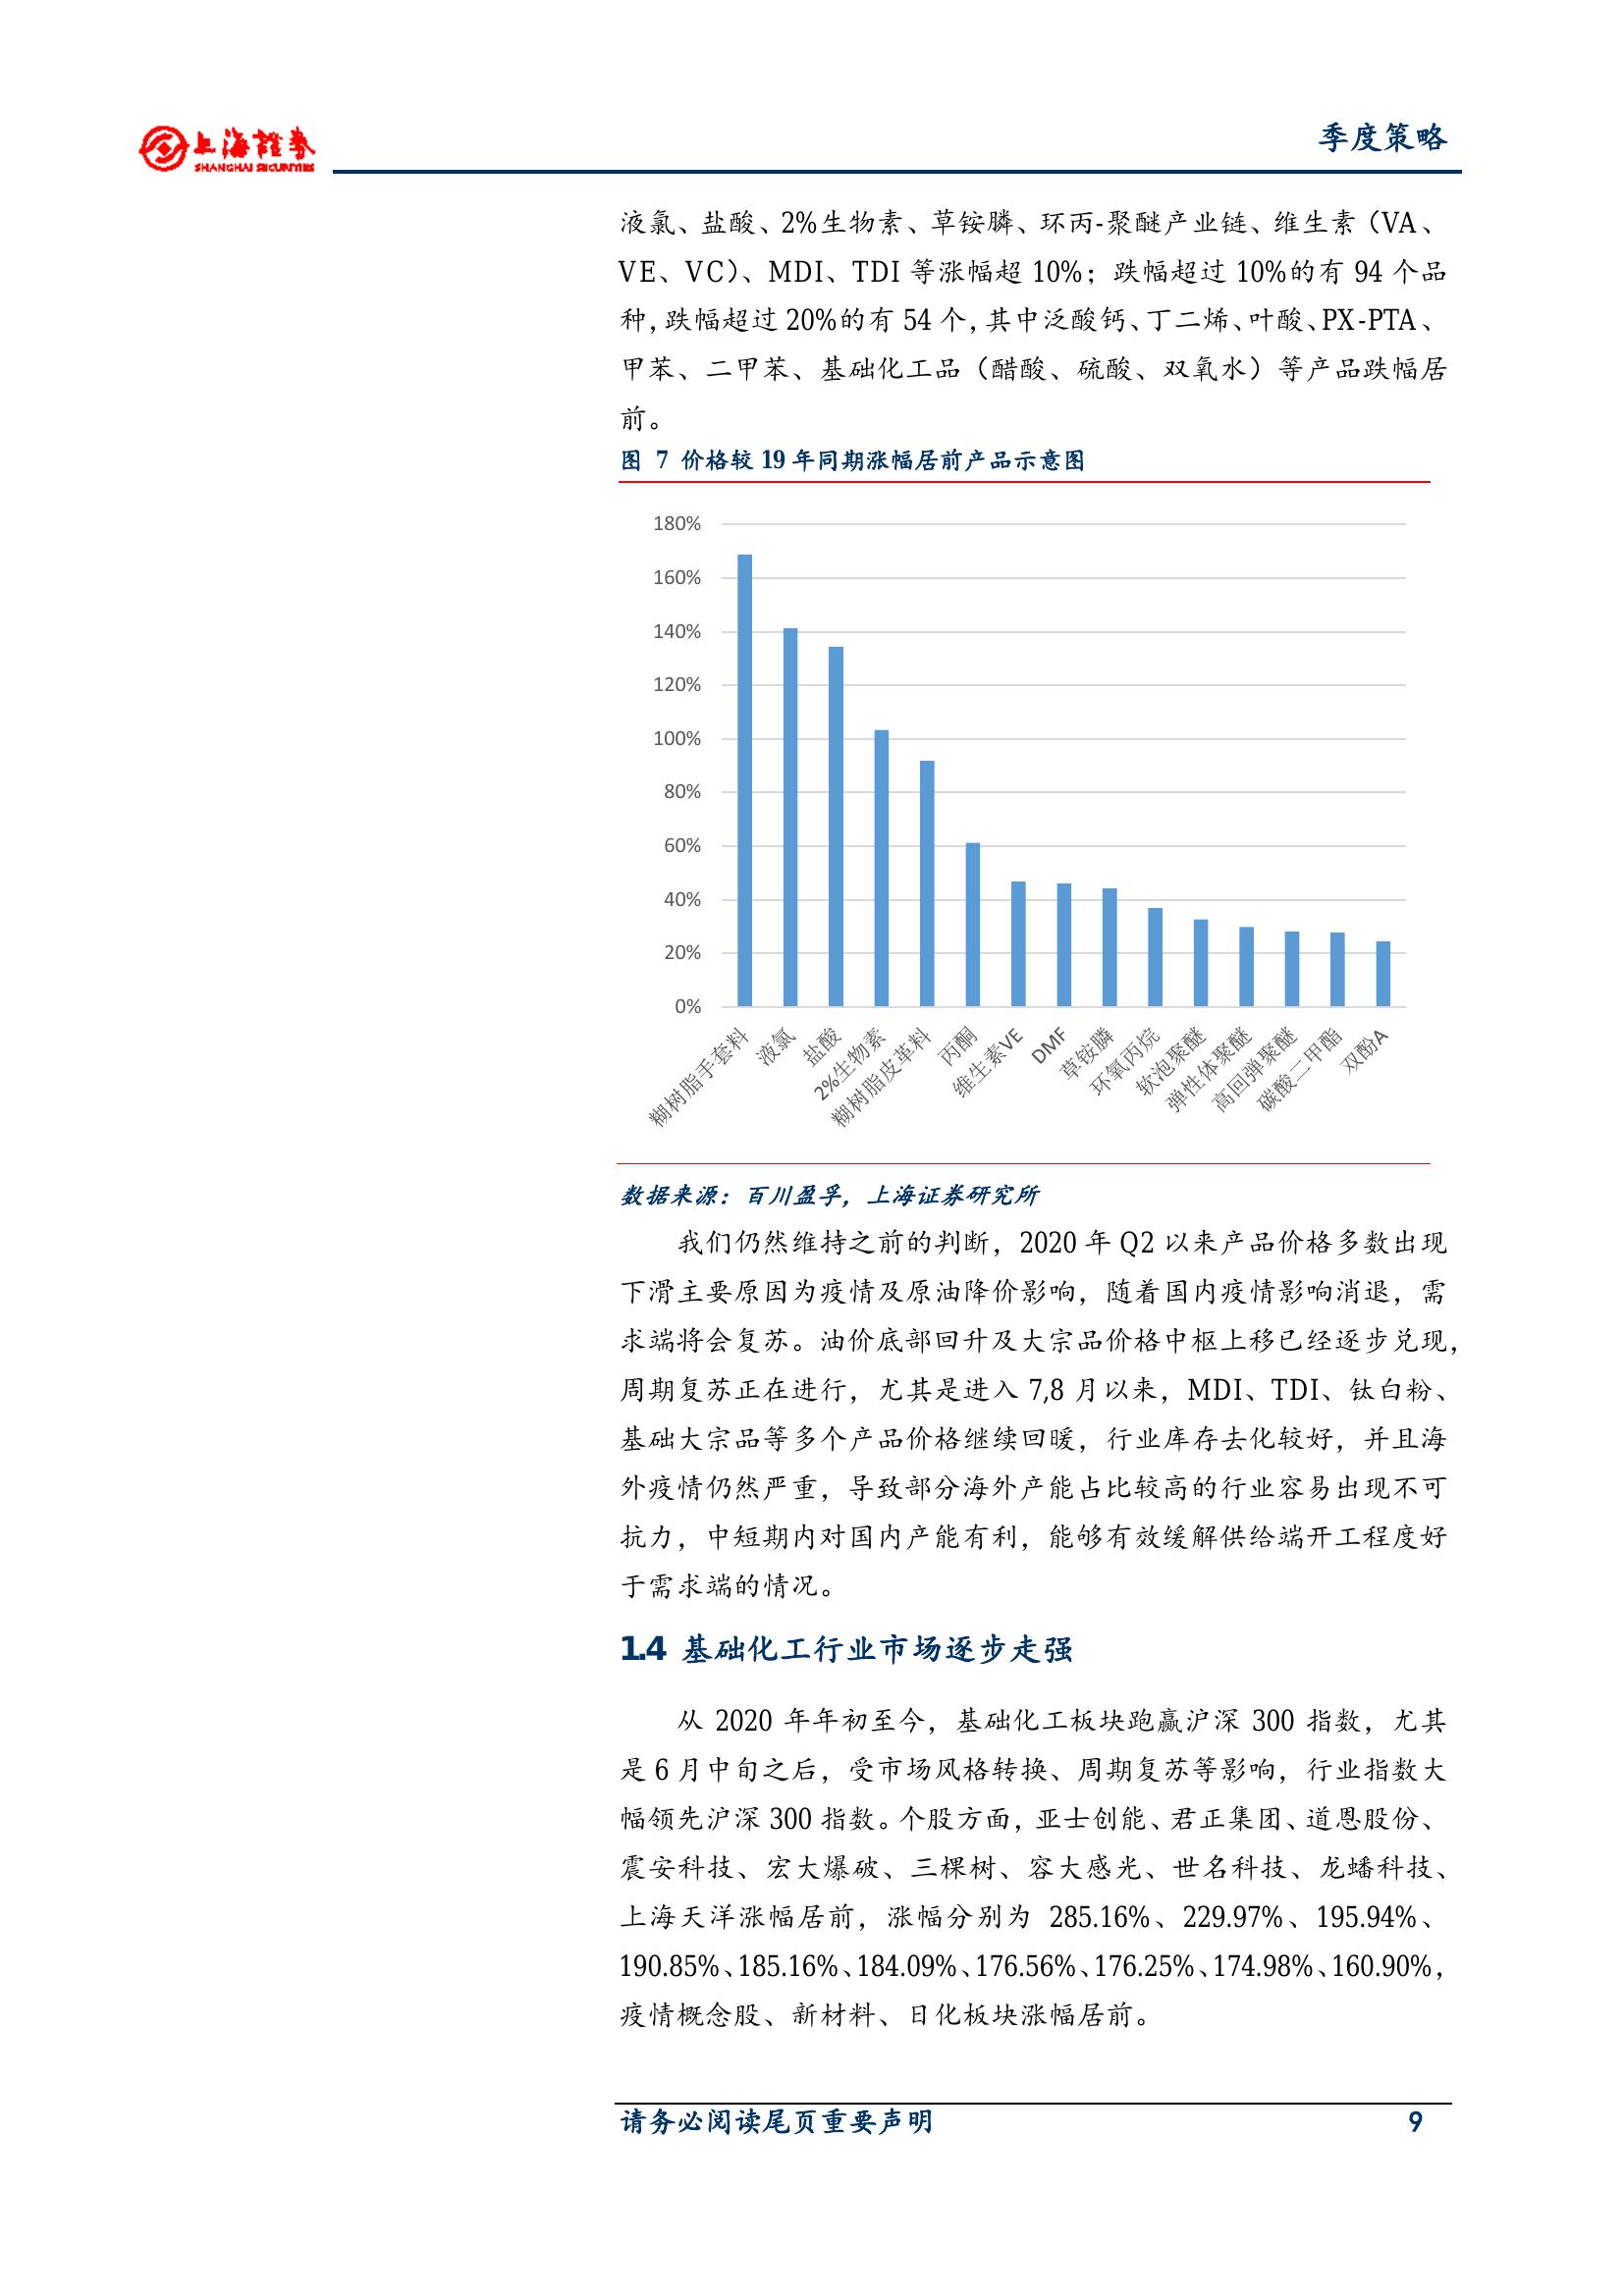 上海證券
SHANGHAI SECURITIES
季度策略
液氯、盐酸、2%生物素、草铵膦、环丙-聚醚产业链、维生素（VA、
VE、VC）、MDI、TDI 等涨幅超 10%；跌幅超过 10%的有 94 个品
种，跌幅超过 20%的有 54 个，其中泛酸钙、丁二烯、叶酸、PX-PTA、
甲苯、二甲苯、基础化工品（醋酸、硫酸、双氧水）等产品跌幅居
前。
图 7 价格较 19 年同期涨幅居前产品示意图
180%
160%
140%
120%
100%
80%
60%
40%
20%
0%
糊树脂手套料
液氯
盐酸
2%生物素
糊树脂皮革料
丙酮
维生素VE
DMF
草铵膦
环氧丙烷
软泡聚醚
弹性体聚醚
高回弹聚醚
碳酸二甲酯
双酚A
数据来源：百川盈孚，上海证券研究所
我们仍然维持之前的判断，2020 年 Q2 以来产品价格多数出现
下滑主要原因为疫情及原油降价影响，随着国内疫情影响消退，需
求端将会复苏。油价底部回升及大宗品价格中枢上移已经逐步兑现，
周期复苏正在进行，尤其是进入 7,8 月以来，MDI、TDI、钛白粉、
基础大宗品等多个产品价格继续回暖，行业库存去化较好，并且海
外疫情仍然严重，导致部分海外产能占比较高的行业容易出现不可
抗力，中短期内对国内产能有利，能够有效缓解供给端开工程度好
于需求端的情况。
1.4 基础化工行业市场逐步走强
从 2020 年年初至今，基础化工板块跑赢沪深 300 指数，尤其
是 6 月中旬之后，受市场风格转换、周期复苏等影响，行业指数大
幅领先沪深 300 指数。个股方面，亚士创能、君正集团、道恩股份、
震安科技、宏大爆破、三棵树、容大感光、世名科技、龙蟠科技、
上海天洋涨幅居前，涨幅分别为 285.16%、229.97%、195.94%、
190.85%、185.16%、184.09%、176.56%、176.25%、174.98%、160.90%，
疫情概念股、新材料、日化板块涨幅居前。
请务必阅读尾页重要声明
9